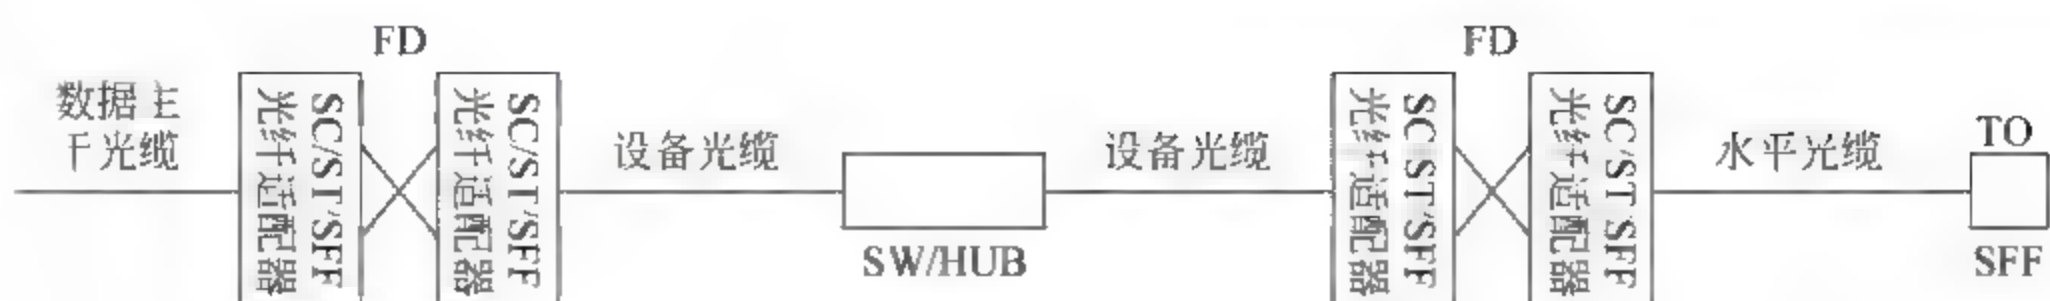 FD
数据主
干光缆
SC/ST/SFF
光纤适配器
SC/ST/SFF
光纤适配器
设备光缆
SW/HUB
设备光缆
FD
SC/ST/SFF
光纤适配器
SC/ST/SFF
光纤适配器
水平光缆
TO
SFF